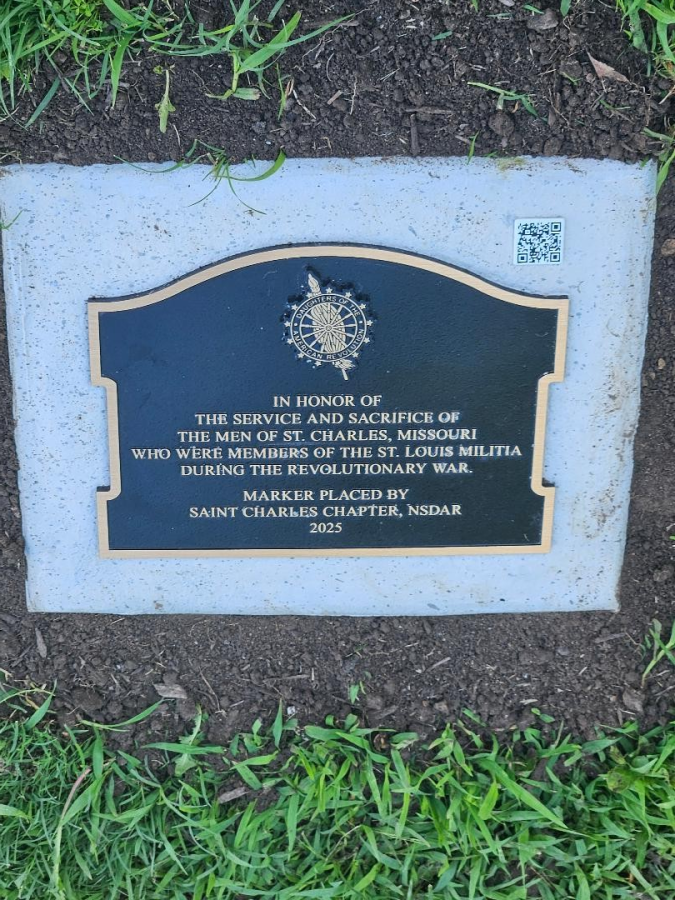 DAUGHTERS OF THE
AMERICAN REVOLUTION
IN HONOR OF
THE SERVICE AND SACRIFICE OF
THE MEN OF ST. CHARLES, MISSOURI
WHO WERE MEMBERS OF THE ST. LOUIS MILITIA
DURING THE REVOLUTIONARY WAR.
MARKER PLACED BY
SAINT CHARLES CHAPTER, NSDAR
2025